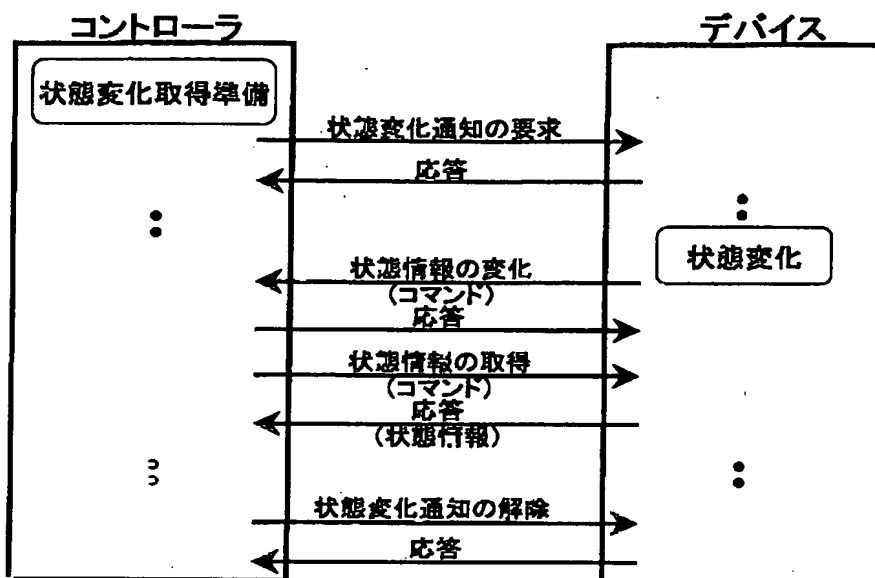 コントローラ
デバイス
状態変化取得準備
状態変化通知の要求
応答
状態変化
状態情報の変化
(コマンド)
応答
状態情報の取得
(コマンド)
応答
(状態情報)
状態変化通知の解除
応答